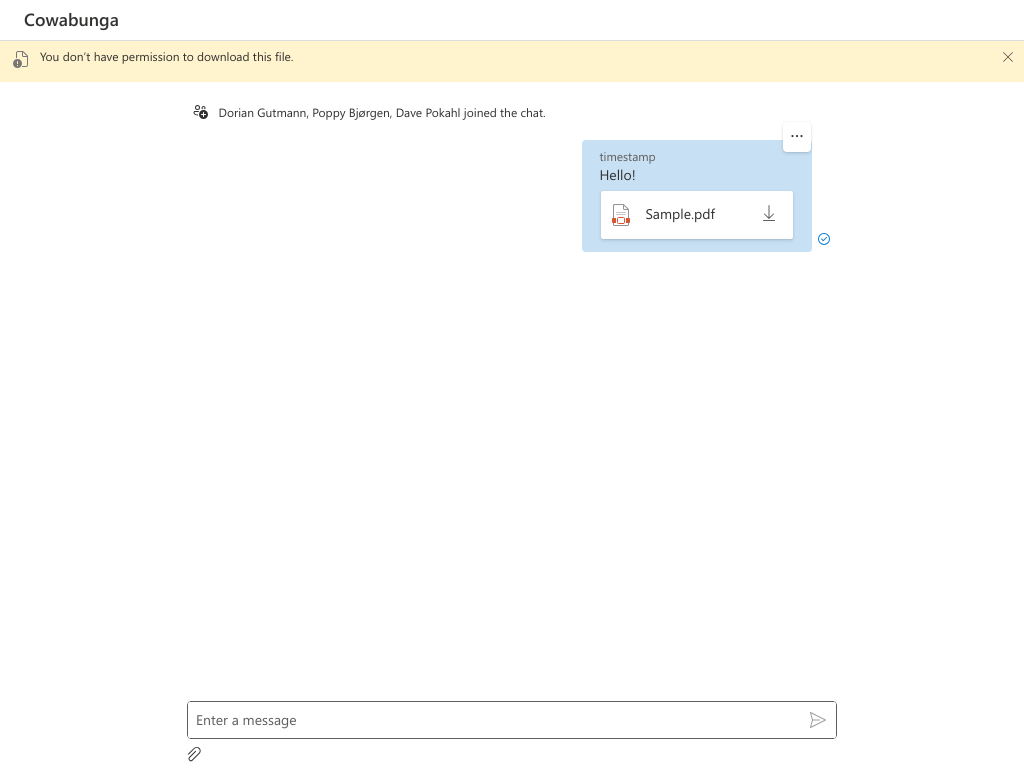 Cowabunga
You don't have permission to download this file.
Dorian Gutmann, Poppy Bjørgen, Dave Pokahl joined the chat.
timestamp
Hello!
Sample.pdf
Enter a message